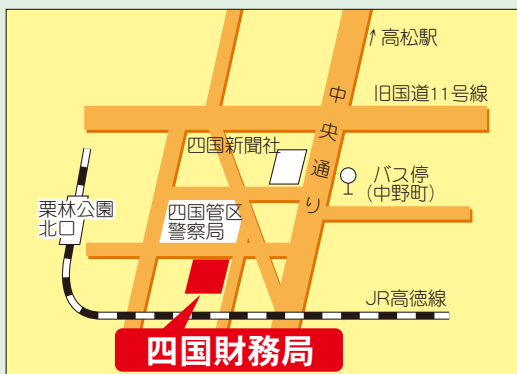 ↑高松駅
中央通り
旧国道11号線
四国新聞社
バス停
(中野町)
栗林公園
北口
四国管区
警察局
JR高徳線
四国財務局